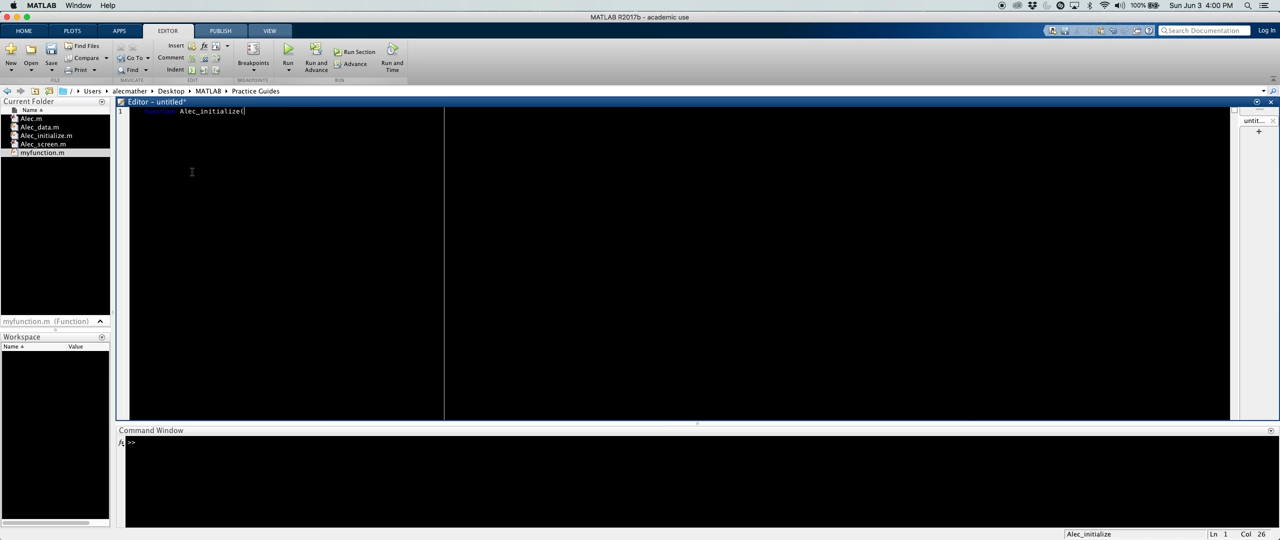 MATLAB Window Help
100% Sun Jun 3 4:00 PM
MATLAB R2017b - academic use
HOME PLOTS APPS EDITOR PUBLISH VIEW
Search Documentation Log In
New Open Save
Find Files
Compare
Print
Go To
Find
Insert
Comment
Indent
Breakpoints
Run
Run and Advance
Run Section
Advance
Run and Time
FILE NAVIGATE EDIT BREAKPOINTS RUN
/ Users alecmather Desktop MATLAB Practice Guides
Current Folder
Name
Alec.m
Alec_data.m
Alec_initialize.m
Alec_screen.m
myfunction.m
myfunction.m (Function)
Workspace
Name Value
Editor - untitled*
1 function Alec_initialize(
untit...
Command Window
fx >>
Alec_initialize Ln 1 Col 26